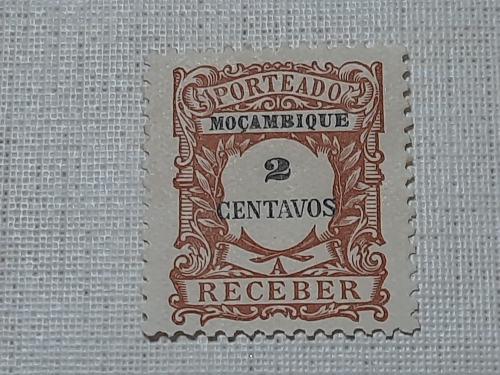 PORTEADO
MOÇAMBIQUE
2
CENTAVOS
A
RECEBER